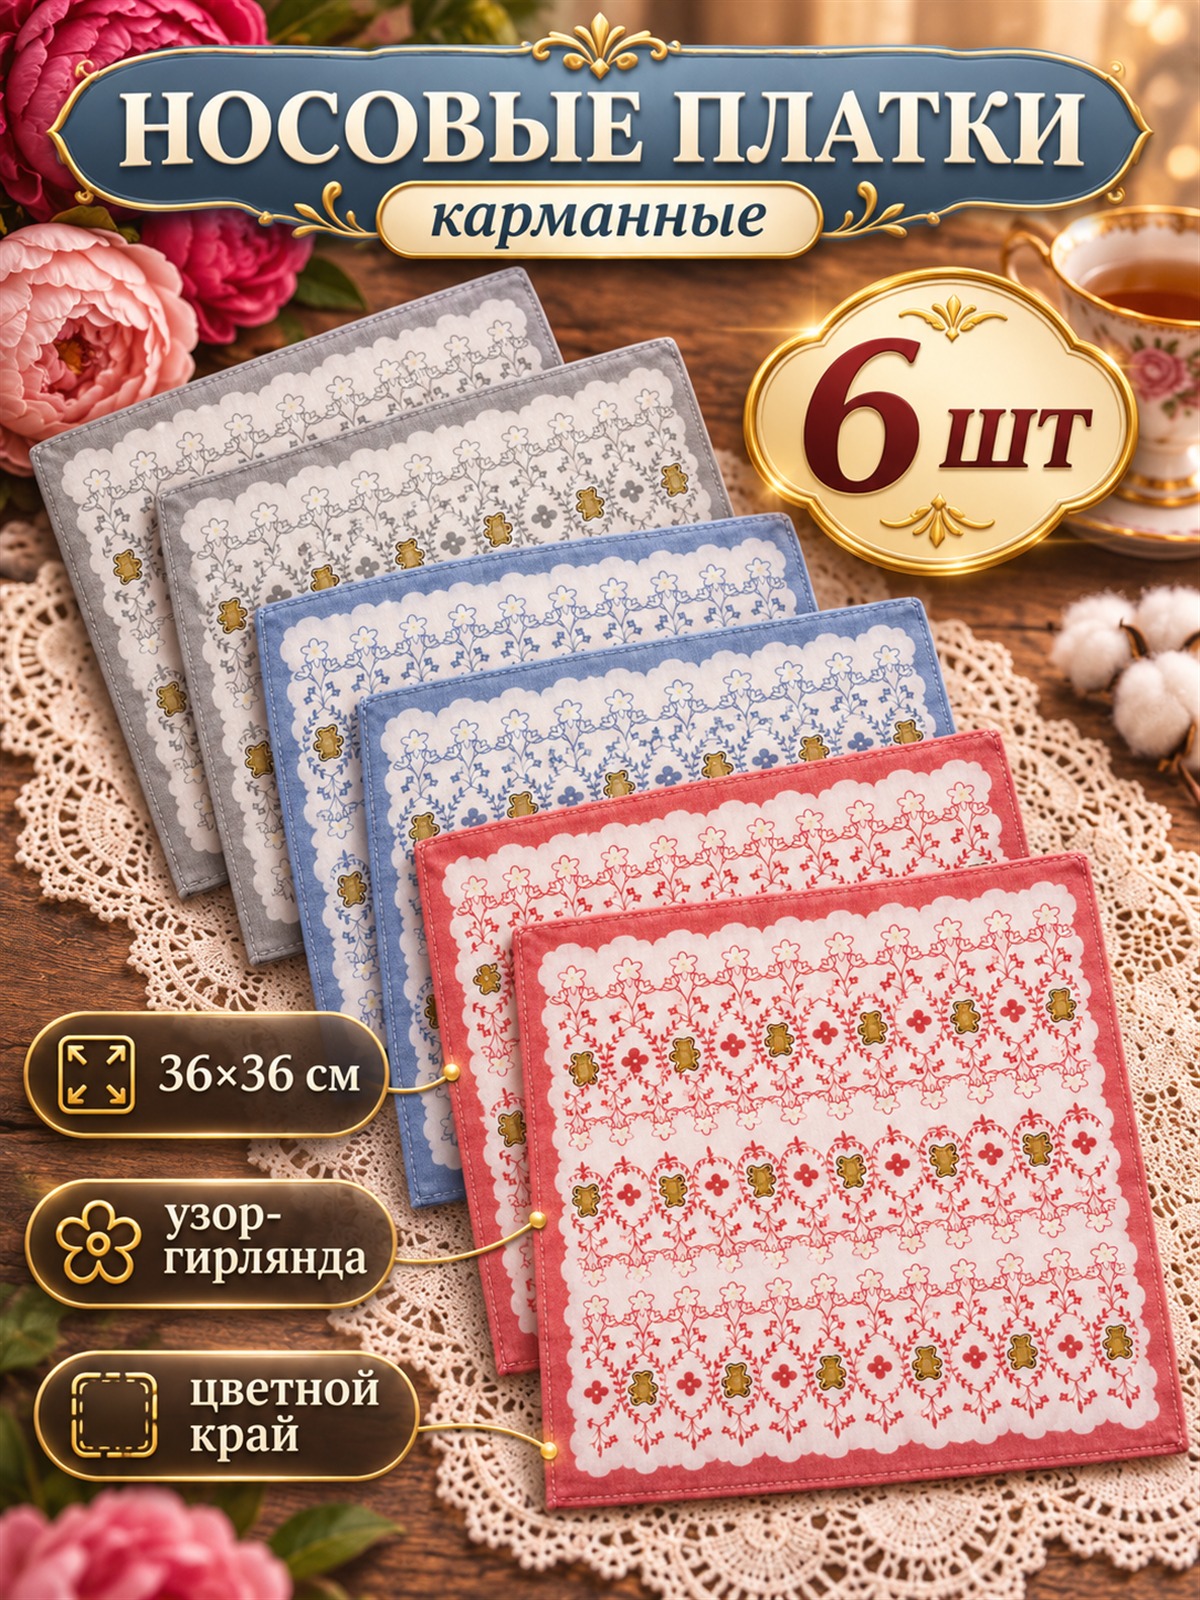 НОСОВЫЕ ПЛАТКИ
карманные
6 шт
36×36 см
узор-
гирлянда
цветной
край